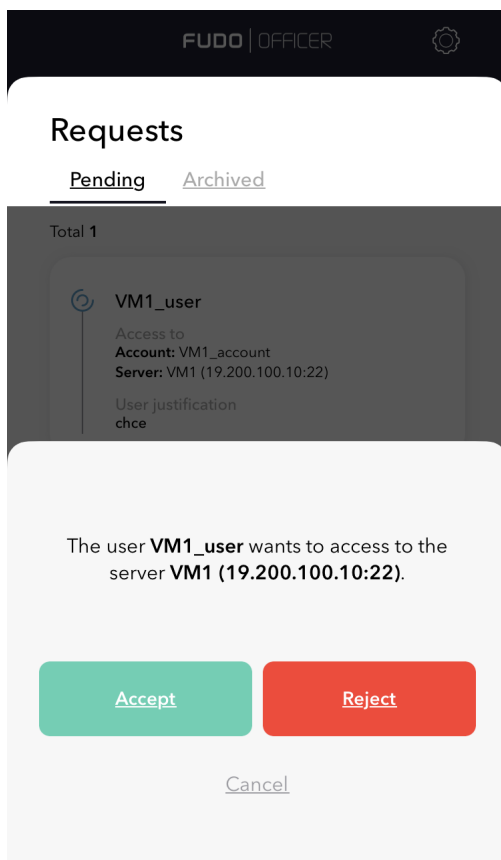 FUDO | OFFICER
Requests
Pending Archived
Total 1
VM1_user
Access to
Account: VM1_account
Server: VM1 (19.200.100.10:22)
User justification
chce
The user VM1_user wants to access to the
server VM1 (19.200.100.10:22).
Accept Reject
Cancel